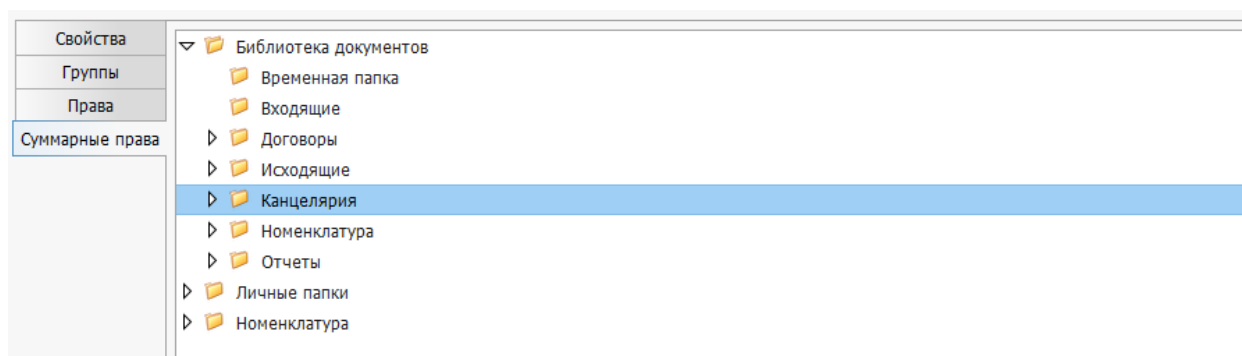 Свойства
Группы
Права
Суммарные права
Библиотека документов
Временная папка
Входящие
Договоры
Исходящие
Канцелярия
Номенклатура
Отчеты
Личные папки
Номенклатура